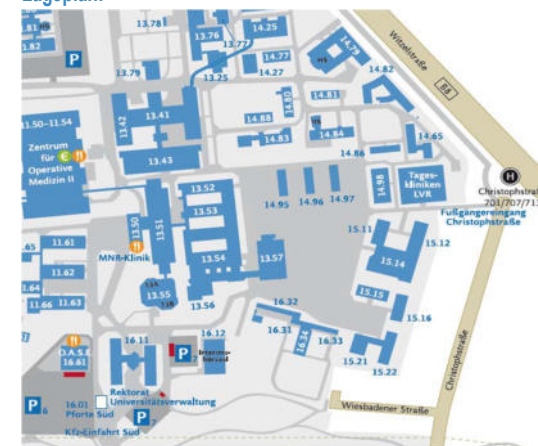 Lageplan
13.78
14.25
HS
13.76
13.77
.81
.82
P
14.77
14.79
HS
Witzelstraße
13.79
13.25
14.27
14.82
B8
11.50–11.54
13.42
13.41
14.80
14.81
14.88
14.84
14.83
14.65
Zentrum
für
Operative
Medizin II
13.43
14.86
13.52
14.95
14.96
14.97
14.98
Tages-
kliniken
LVR
H
Christophstraß
701/707/713
Fußgängereingang
Christophstraße
13.50
13.51
13.53
MNR-Klinik
15.11
15.12
.65
11.61
13.54
13.57
15.14
11.62
13.55
13.56
15.15
.64
11.66
11.63
16.32
15.16
16.11
16.12
16.31
16.34
16.33
O.A.S.E.
16.61
P
15.21
15.22
Christophstraße
Rektorat
Universitätsverwaltung
P
6
16.01
Pforte Süd
P
Kfz-Einfahrt Süd
Wiesbadener Straße